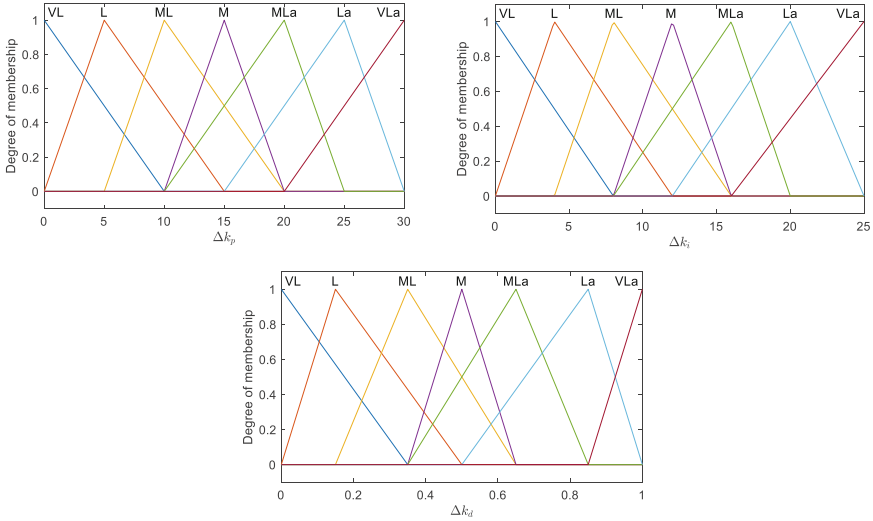 VL L ML M MLa La VLa
1
0.8
0.6
0.4
0.2
0
Degree of membership
0 5 10 15 20 25 30
Δk_p
VL L ML M MLa La VLa
1
0.8
0.6
0.4
0.2
0
Degree of membership
0 5 10 15 20 25
Δk_i
VL L ML M MLa La VLa
1
0.8
0.6
0.4
0.2
0
Degree of membership
0 0.2 0.4 0.6 0.8 1
Δk_d